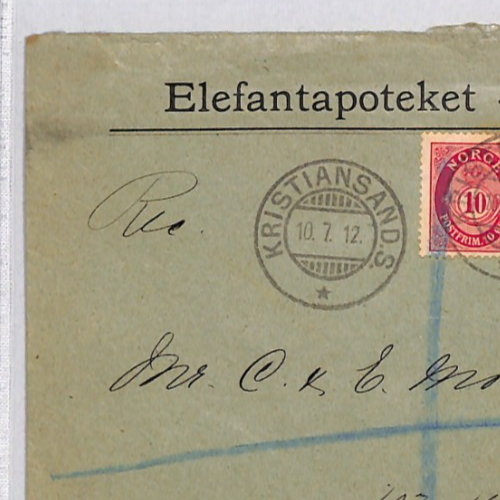 Elefantapoteket
Rec.
KRISTIANSAND.S.
10. 7. 12.
NORGE
10
POSTFRIM.
Mr. C. & E.